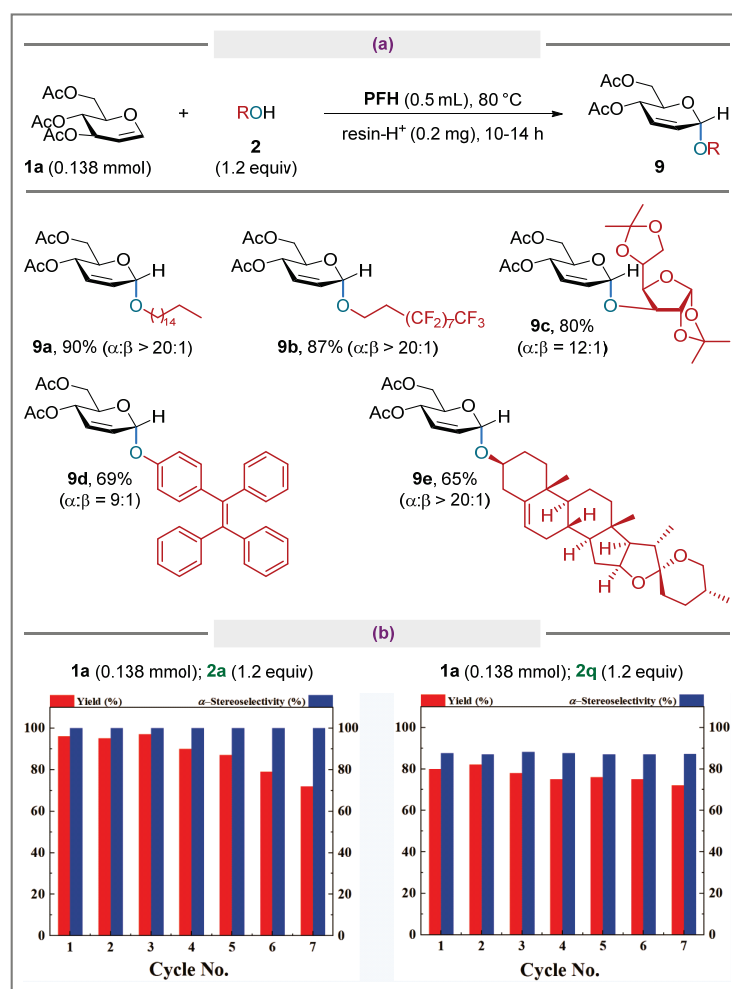 (a)
AcO
AcO
AcO
O
1a (0.138 mmol)
+
ROH
2
(1.2 equiv)
PFH (0.5 mL), 80 °C
resin-H+ (0.2 mg), 10-14 h
AcO
AcO
O
H
OR
9
AcO
AcO
O
H
O
14
9a, 90% (α:β > 20:1)
AcO
AcO
O
H
O
(CF2)7CF3
9b, 87% (α:β > 20:1)
AcO
AcO
O
H
O
O
O
O
O
O
9c, 80%
(α:β = 12:1)
AcO
AcO
O
H
O
9d, 69%
(α:β = 9:1)
AcO
AcO
O
H
O
H
H
H
H
O
O
9e, 65%
(α:β > 20:1)
(b)
1a (0.138 mmol); 2a (1.2 equiv)
Yield (%)
α–Stereoselectivity (%)
100
80
60
40
20
0
100
80
60
40
20
0
1 2 3 4 5 6 7
Cycle No.
1a (0.138 mmol); 2q (1.2 equiv)
Yield (%)
α–Stereoselectivity (%)
100
80
60
40
20
0
100
80
60
40
20
0
1 2 3 4 5 6 7
Cycle No.